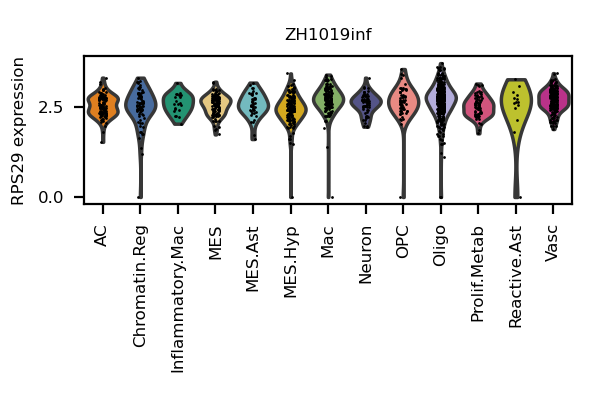 ZH1019inf
RPS29 expression
2.5
0.0
AC
Chromatin.Reg
Inflammatory.Mac
MES
MES.Ast
MES.Hyp
Mac
Neuron
OPC
Oligo
Prolif.Metab
Reactive.Ast
Vasc